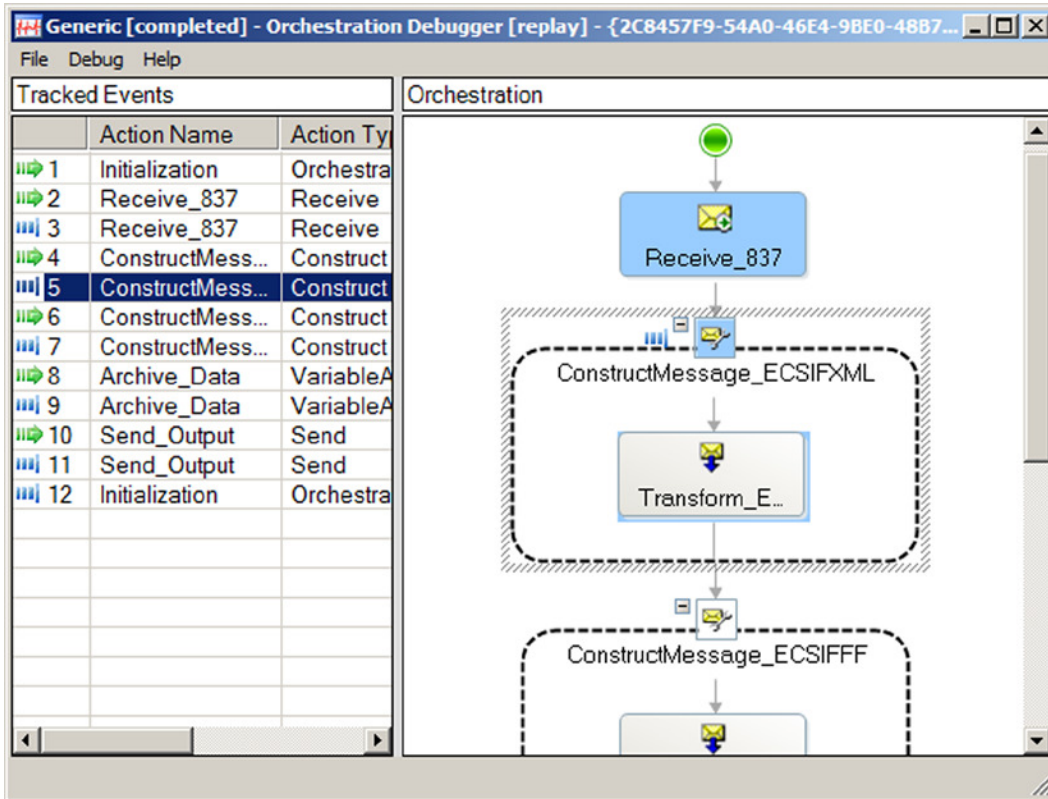 Generic [completed] - Orchestration Debugger [replay] - {2C8457F9-54A0-46E4-9BE0-48B7...
File Debug Help
Tracked Events
Action Name Action Ty
1 Initialization Orchestra
2 Receive_837 Receive
3 Receive_837 Receive
4 ConstructMess... Construct
5 ConstructMess... Construct
6 ConstructMess... Construct
7 ConstructMess... Construct
8 Archive_Data VariableA
9 Archive_Data VariableA
10 Send_Output Send
11 Send_Output Send
12 Initialization Orchestra
Orchestration
Receive_837
ConstructMessage_ECSIFXML
Transform_E...
ConstructMessage_ECSIFFF